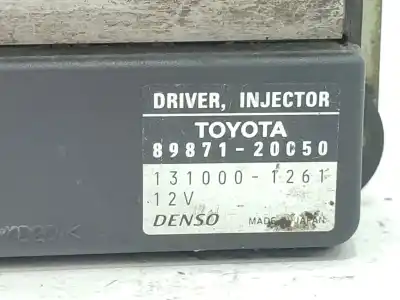 DRIVER, INJECTOR
TOYOTA
89871-20C50
131000-1261
12V
DENSO MADE IN JAPAN